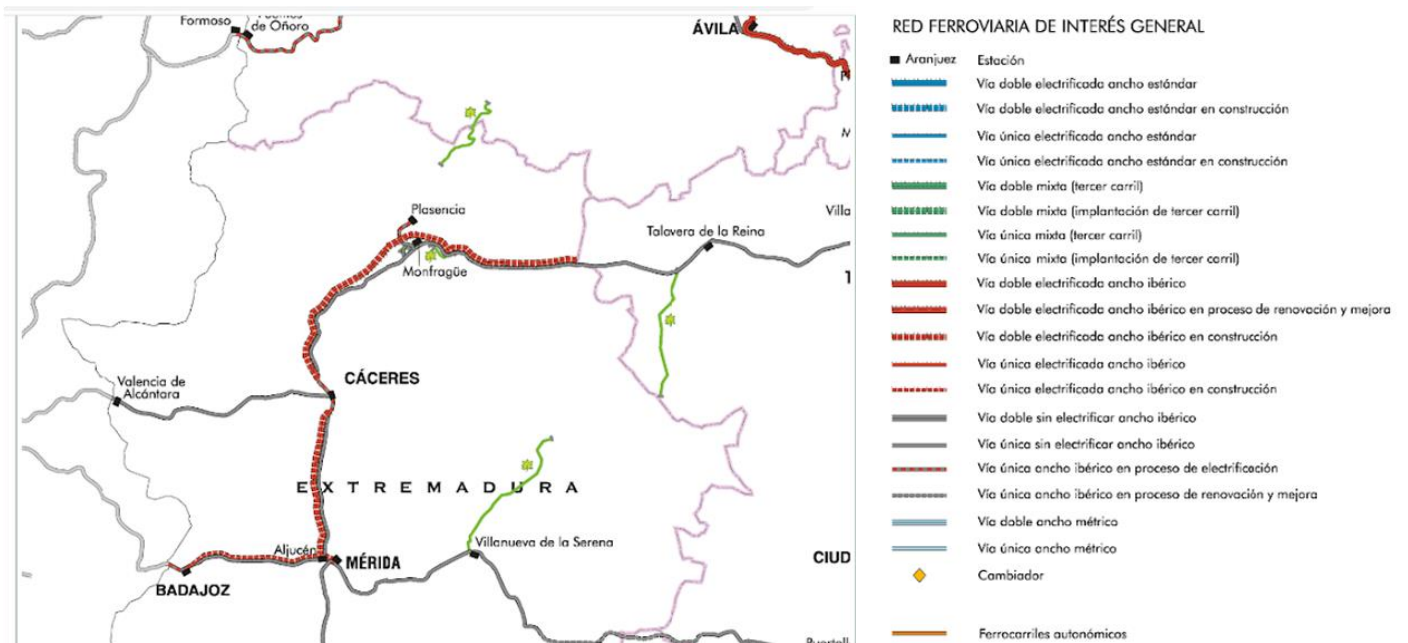 Formoso
de Oñoro
ÁVILA
Plasencia
Monfragüe
Talavera de la Reina
Villa
Valencia de
Alcántara
CÁCERES
EXTREMADURA
Villanueva de la Serena
Aljucén
MÉRIDA
BADAJOZ
CIUD
RED FERROVIARIA DE INTERÉS GENERAL
Aranjuez Estación
Vía doble electrificada ancho estándar
Vía doble electrificada ancho estándar en construcción
Vía única electrificada ancho estándar
Vía única electrificada ancho estándar en construcción
Vía doble mixta (tercer carril)
Vía doble mixta (implantación de tercer carril)
Vía única mixta (tercer carril)
Vía única mixta (implantación de tercer carril)
Vía doble electrificada ancho ibérico
Vía doble electrificada ancho ibérico en proceso de renovación y mejora
Vía doble electrificada ancho ibérico en construcción
Vía única electrificada ancho ibérico
Vía única electrificada ancho ibérico en construcción
Vía doble sin electrificar ancho ibérico
Vía única sin electrificar ancho ibérico
Vía única ancho ibérico en proceso de electrificación
Vía única ancho ibérico en proceso de renovación y mejora
Vía doble ancho métrico
Vía única ancho métrico
Cambiador
Ferrocarriles autonómicos